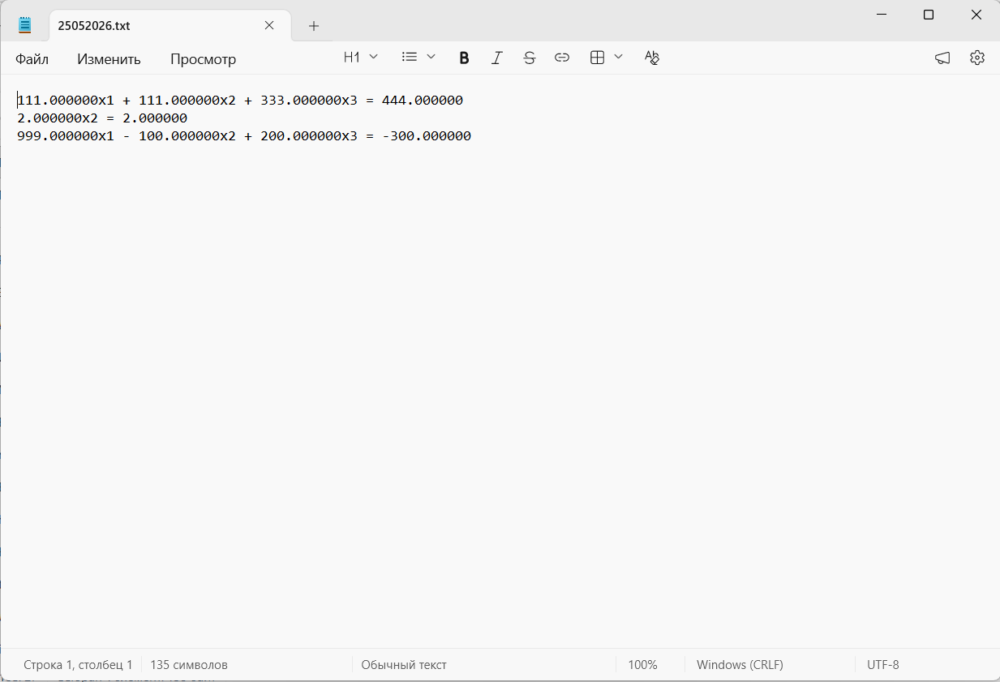 25052026.txt
Файл Изменить Просмотр H1 B I S
111.000000x1 + 111.000000x2 + 333.000000x3 = 444.000000
2.000000x2 = 2.000000
999.000000x1 - 100.000000x2 + 200.000000x3 = -300.000000
Строка 1, столбец 1 135 символов Обычный текст 100% Windows (CRLF) UTF-8